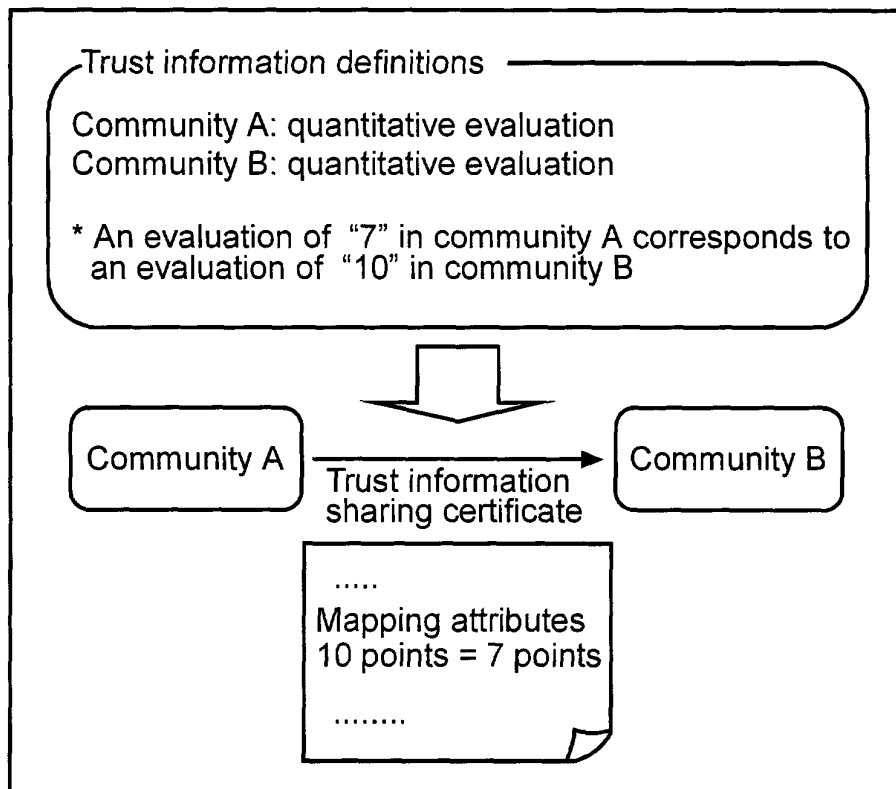 Trust information definitions
Community A: quantitative evaluation
Community B: quantitative evaluation
* An evaluation of “7” in community A corresponds to
an evaluation of “10” in community B
Community A
Trust information
sharing certificate
Community B
.....
Mapping attributes
10 points = 7 points
........